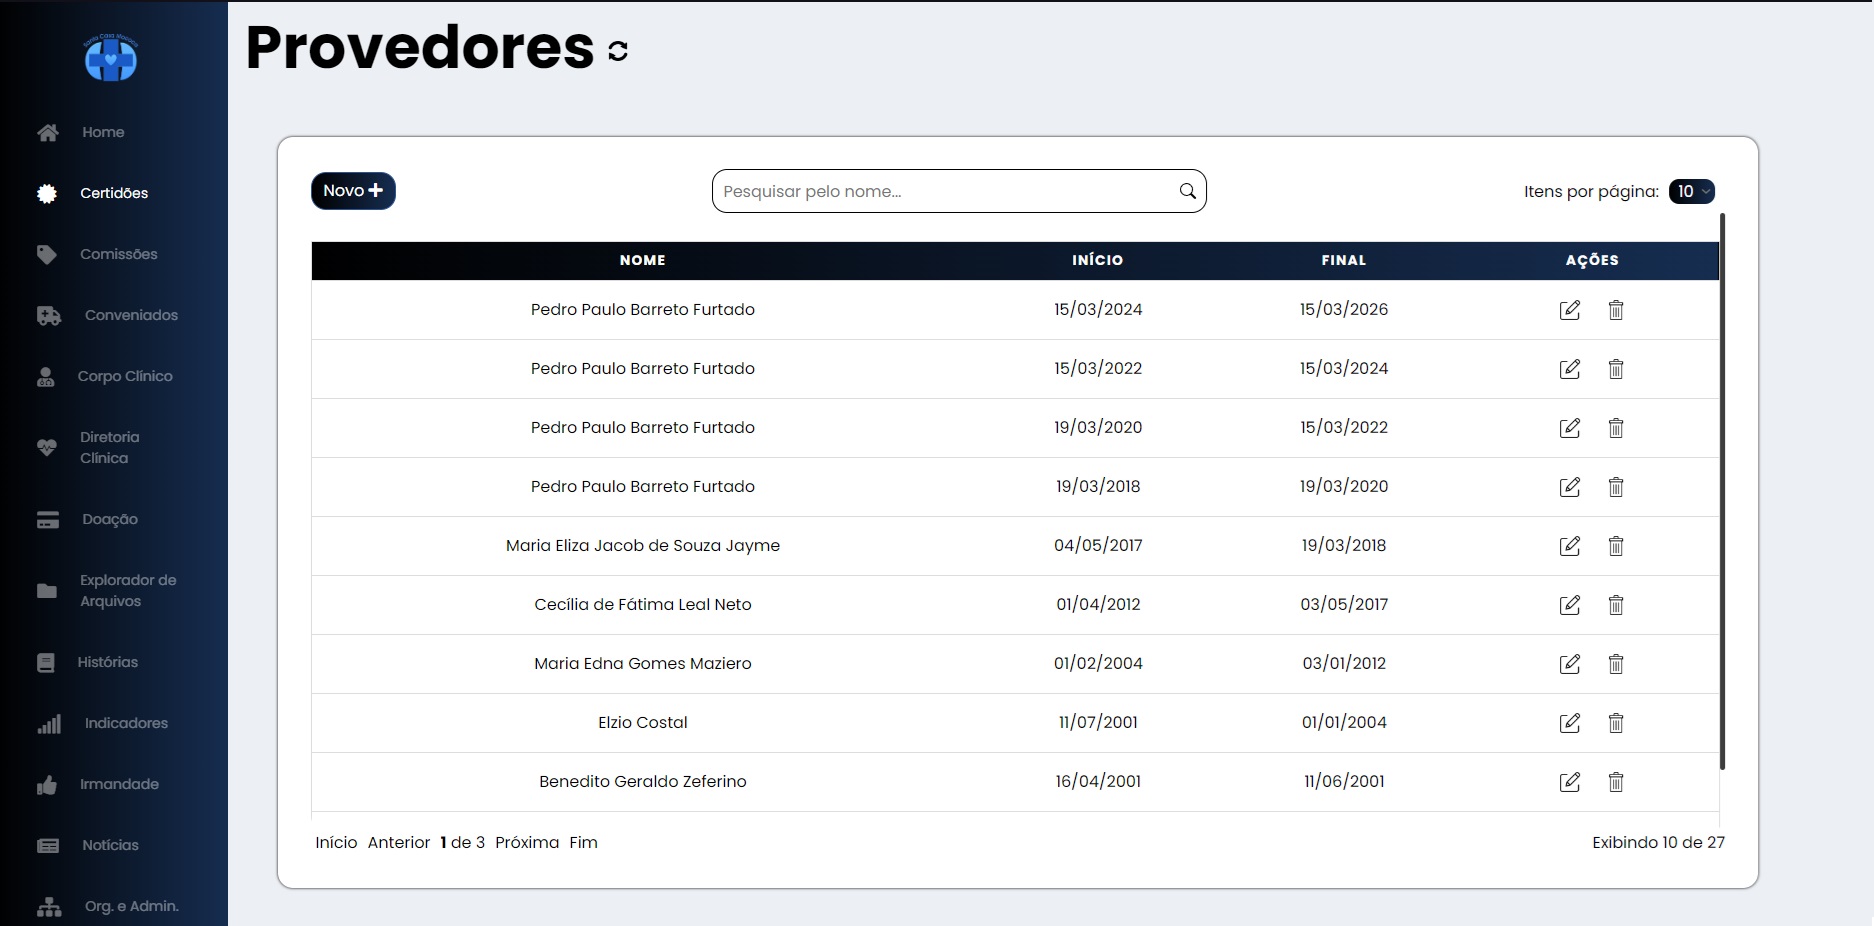 Santa Casa Mococa
Home
Certidões
Comissões
Conveniados
Corpo Clínico
Diretoria
Clínica
Doação
Explorador de
Arquivos
Histórias
Indicadores
Irmandade
Notícias
Org. e Admin.
Provedores
Novo
Pesquisar pelo nome...
Itens por página: 10
NOME INÍCIO FINAL AÇÕES
Pedro Paulo Barreto Furtado 15/03/2024 15/03/2026
Pedro Paulo Barreto Furtado 15/03/2022 15/03/2024
Pedro Paulo Barreto Furtado 19/03/2020 15/03/2022
Pedro Paulo Barreto Furtado 19/03/2018 19/03/2020
Maria Eliza Jacob de Souza Jayme 04/05/2017 19/03/2018
Cecília de Fátima Leal Neto 01/04/2012 03/05/2017
Maria Edna Gomes Maziero 01/02/2004 03/01/2012
Elzio Costal 11/07/2001 01/01/2004
Benedito Geraldo Zeferino 16/04/2001 11/06/2001
Início Anterior 1 de 3 Próxima Fim
Exibindo 10 de 27